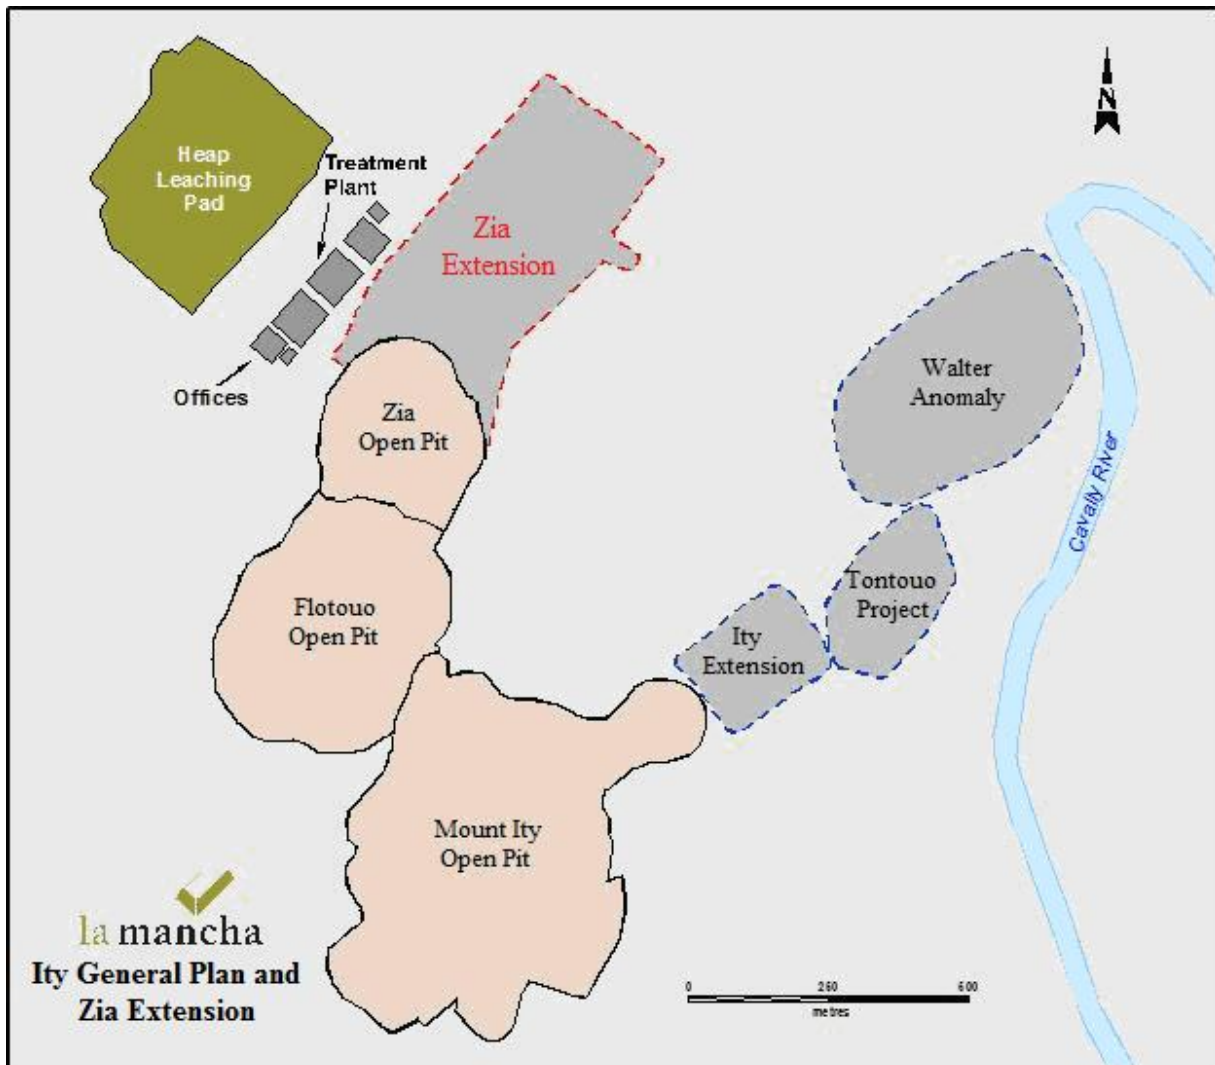 Heap
Leaching
Pad
Treatment
Plant
Zia
Extension
N
Offices
Zia
Open Pit
Walter
Anomaly
Cavally River
Flotouo
Open Pit
Tontouo
Project
Ity
Extension
Mount Ity
Open Pit
la mancha
Ity General Plan and
Zia Extension
0 250 500
metres